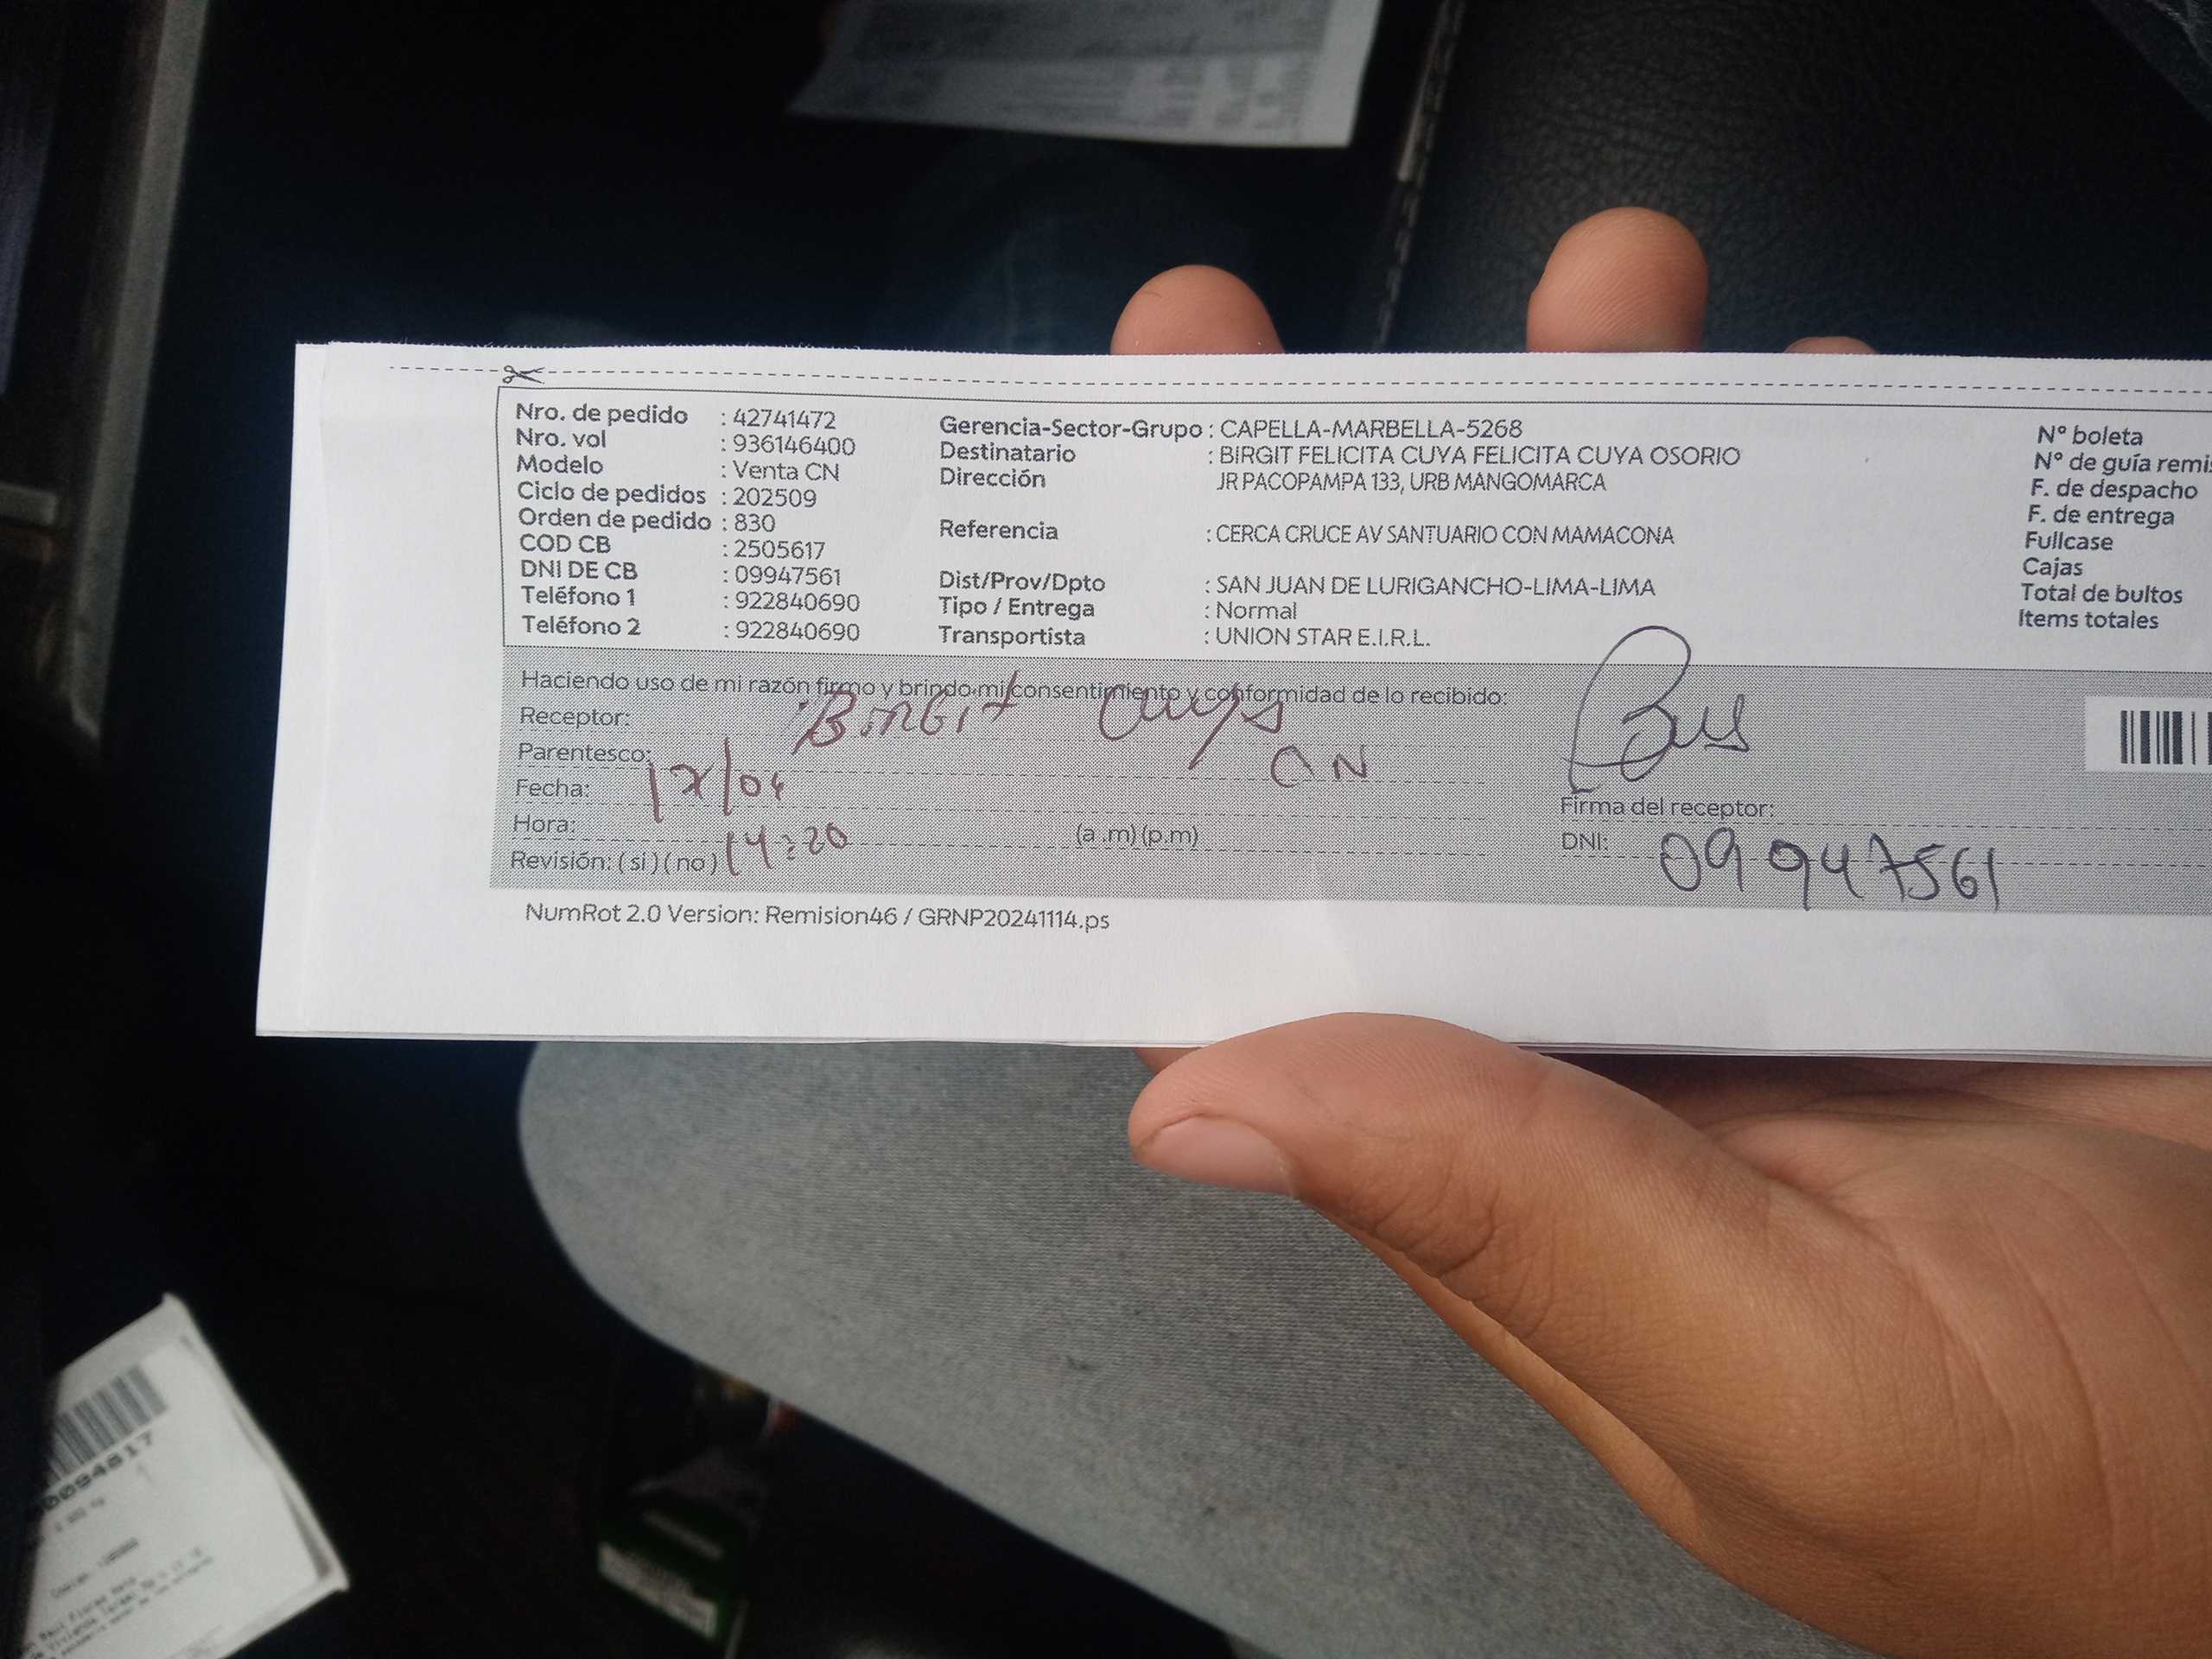 Nro. de pedido : 42741472
Nro. vol : 936146400
Modelo : Venta CN
Ciclo de pedidos : 202509
Orden de pedido : 830
COD CB : 2505617
DNI DE CB : 09947561
Teléfono 1 : 922840690
Teléfono 2 : 922840690
Gerencia-Sector-Grupo : CAPELLA-MARBELLA-5268
Destinatario : BIRGIT FELICITA CUYA FELICITA CUYA OSORIO
Dirección JR PACOPAMPA 133, URB MANGOMARCA
Referencia : CERCA CRUCE AV SANTUARIO CON MAMACONA
Dist/Prov/Dpto : SAN JUAN DE LURIGANCHO-LIMA-LIMA
Tipo / Entrega : Normal
Transportista : UNION STAR E.I.R.L.
N° boleta
N° de guía remis
F. de despacho
F. de entrega
Fullcase
Cajas
Total de bultos
Items totales
Haciendo uso de mi razón firmo y brindo mi consentimiento y conformidad de lo recibido:
Receptor: Birgit Cuya
Parentesco: CN
Fecha:
Hora: 14:20 (a.m) (p.m)
Revisión: (si) (no)
Firma del receptor:
DNI: 09947561
NumRot 2.0 Version: Remision46 / GRNP20241114.ps